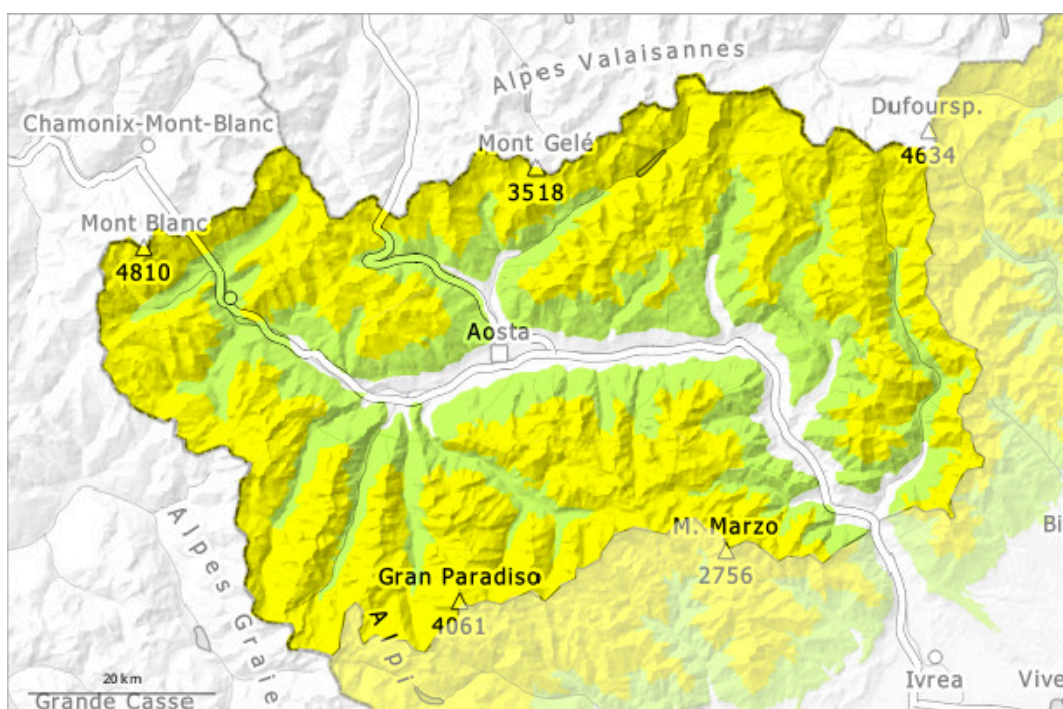 Alpes Valaisannes
Dufoursp.
4634
Chamonix-Mont-Blanc
Mont Gelé
3518
Mont Blanc
4810
Aosta
M. Marzo
2756
Gran Paradiso
4061
Alpi
Alpes Graie
Bi
Ivrea
Vive
20 km
Grande Casse